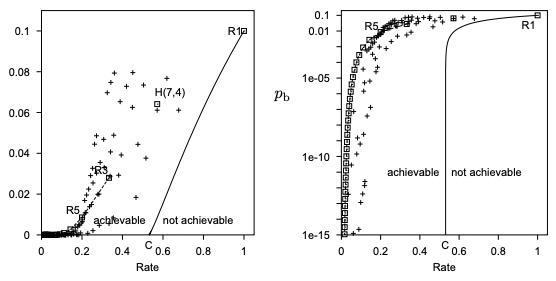 0.1
0.08
0.06
0.04
0.02
0
R1
H(7,4)
R3
R5
achievable
not achievable
0 0.2 0.4 C 0.6 0.8 1
Rate
p_b
0.1
0.01
1e-05
1e-10
1e-15
R5
R1
achievable
not achievable
0 0.2 0.4 C 0.6 0.8 1
Rate